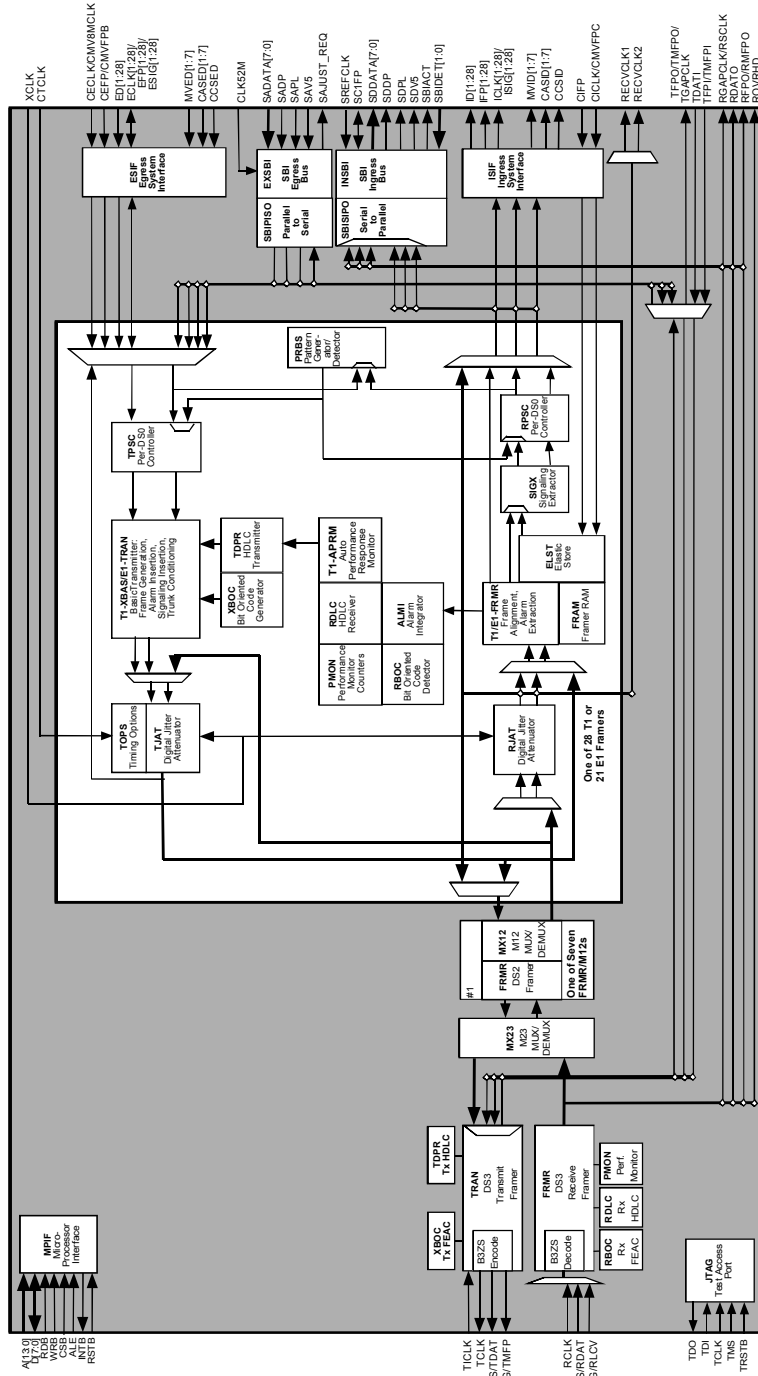 XCLK
CTCLK
CECLK/CMV8MCLK
CEFP/CMVFPB
ED[1:28]
ECLK[1:28]/
EFP[1:28]/
ESIG[1:28]
MVED[1:7]
CASED[1:7]
CCSED
CLK52M
SADATA[7:0]
SADP
SAPL
SAV5
SAJUST_REQ
SREFCLK
SC1FP
SDDATA[7:0]
SDDP
SDPL
SDV5
SBIACT
SBIDET[1:0]
ID[1:28]
IFP[1:28]
ICLK[1:28]/
ISIG[1:28]
MVID[1:7]
CASID[1:7]
CCSID
CIFP
CICLK/CMVFPC
RECVCLK1
RECVCLK2
TFPO/TMFPO/
TGAPCLK
TDATI
TFPI/TMFPI
RGAPCLK/RSCLK
RDATO
RFPO/RMFPO
ROVRHD
ESIF
Egress
System
Interface
EXSBI
SBI
Egress
Bus
SBIPISO
Parallel
to
Serial
INSBI
SBI
Ingress
Bus
SBISIPO
Serial
to
Parallel
ISIF
Ingress
System
Interface
PRBS
Pattern
Gener-
ator/
Detector
TPSC
Per-DS0
Controller
RPSC
Per-DS0
Controller
SIGX
Signaling
Extractor
T1-XBAS/E1-TRAN
BasicTransmitter:
Frame Generation,
Alarm Insertion,
Signaling Insertion,
Trunk Conditioning
TDPR
HDLC
Transmitter
XBOC
Bit Oriented
Code
Generator
T1-APRM
Auto
Performance
Response
Monitor
RDLC
HDLC
Receiver
ALMI
Alarm
Integrator
PMON
Performance
Monitor
Counters
RBOC
Bit Oriented
Code
Detector
ELST
Elastic
Store
T1/E1-FRMR
Frame
Alignment,
Alarm
Extraction
FRAM
Framer RAM
TOPS
Timing Options
TJAT
Digital Jitter
Attenuator
RJAT
Digital Jitter
Attenuator
One of 28 T1 or
21 E1 Framers
#1
MX12
M12
MUX/
DEMUX
FRMR
DS2
Framer
One of Seven
FRMR/M12s
MX23
M23
MUX/
DEMUX
TDPR
Tx HDLC
XBOC
Tx FEAC
TRAN
DS3
Transmit
Framer
B3ZS
Encode
FRMR
DS3
Receive
Framer
B3ZS
Decode
PMON
Perf.
Monitor
RDLC
Rx
HDLC
RBOC
Rx
FEAC
MPIF
Micro-
Processor
Interface
JTAG
Test Access
Port
A[13:0]
D[7:0]
RDB
WRB
CSB
ALE
INTB
RSTB
TICLK
TCLK
S/TDAT
G/TMFP
RCLK
S/RDAT
G/RLCV
TDO
TDI
TCLK
TMS
TRSTB